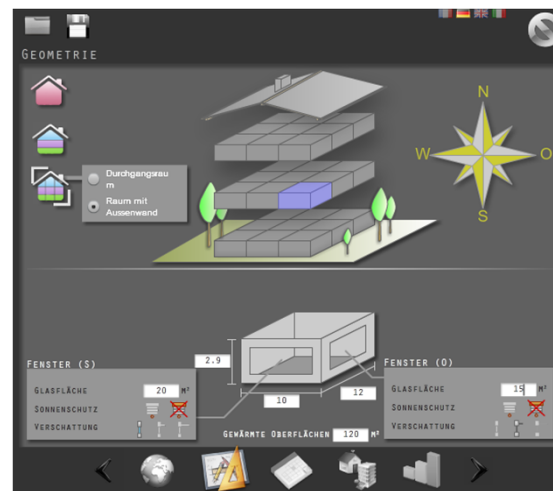 GEOMETRIE
Durchgangsrau
m
Raum mit
Aussenwand
N
W
O
S
FENSTER (S)
GLASFLÄCHE 20 M²
SONNENSCHUTZ
VERSCHATTUNG
2.9
10
12
GEWÄRMTE OBERFLÄCHEN 120 M²
FENSTER (O)
GLASFLÄCHE 15 M²
SONNENSCHUTZ
VERSCHATTUNG